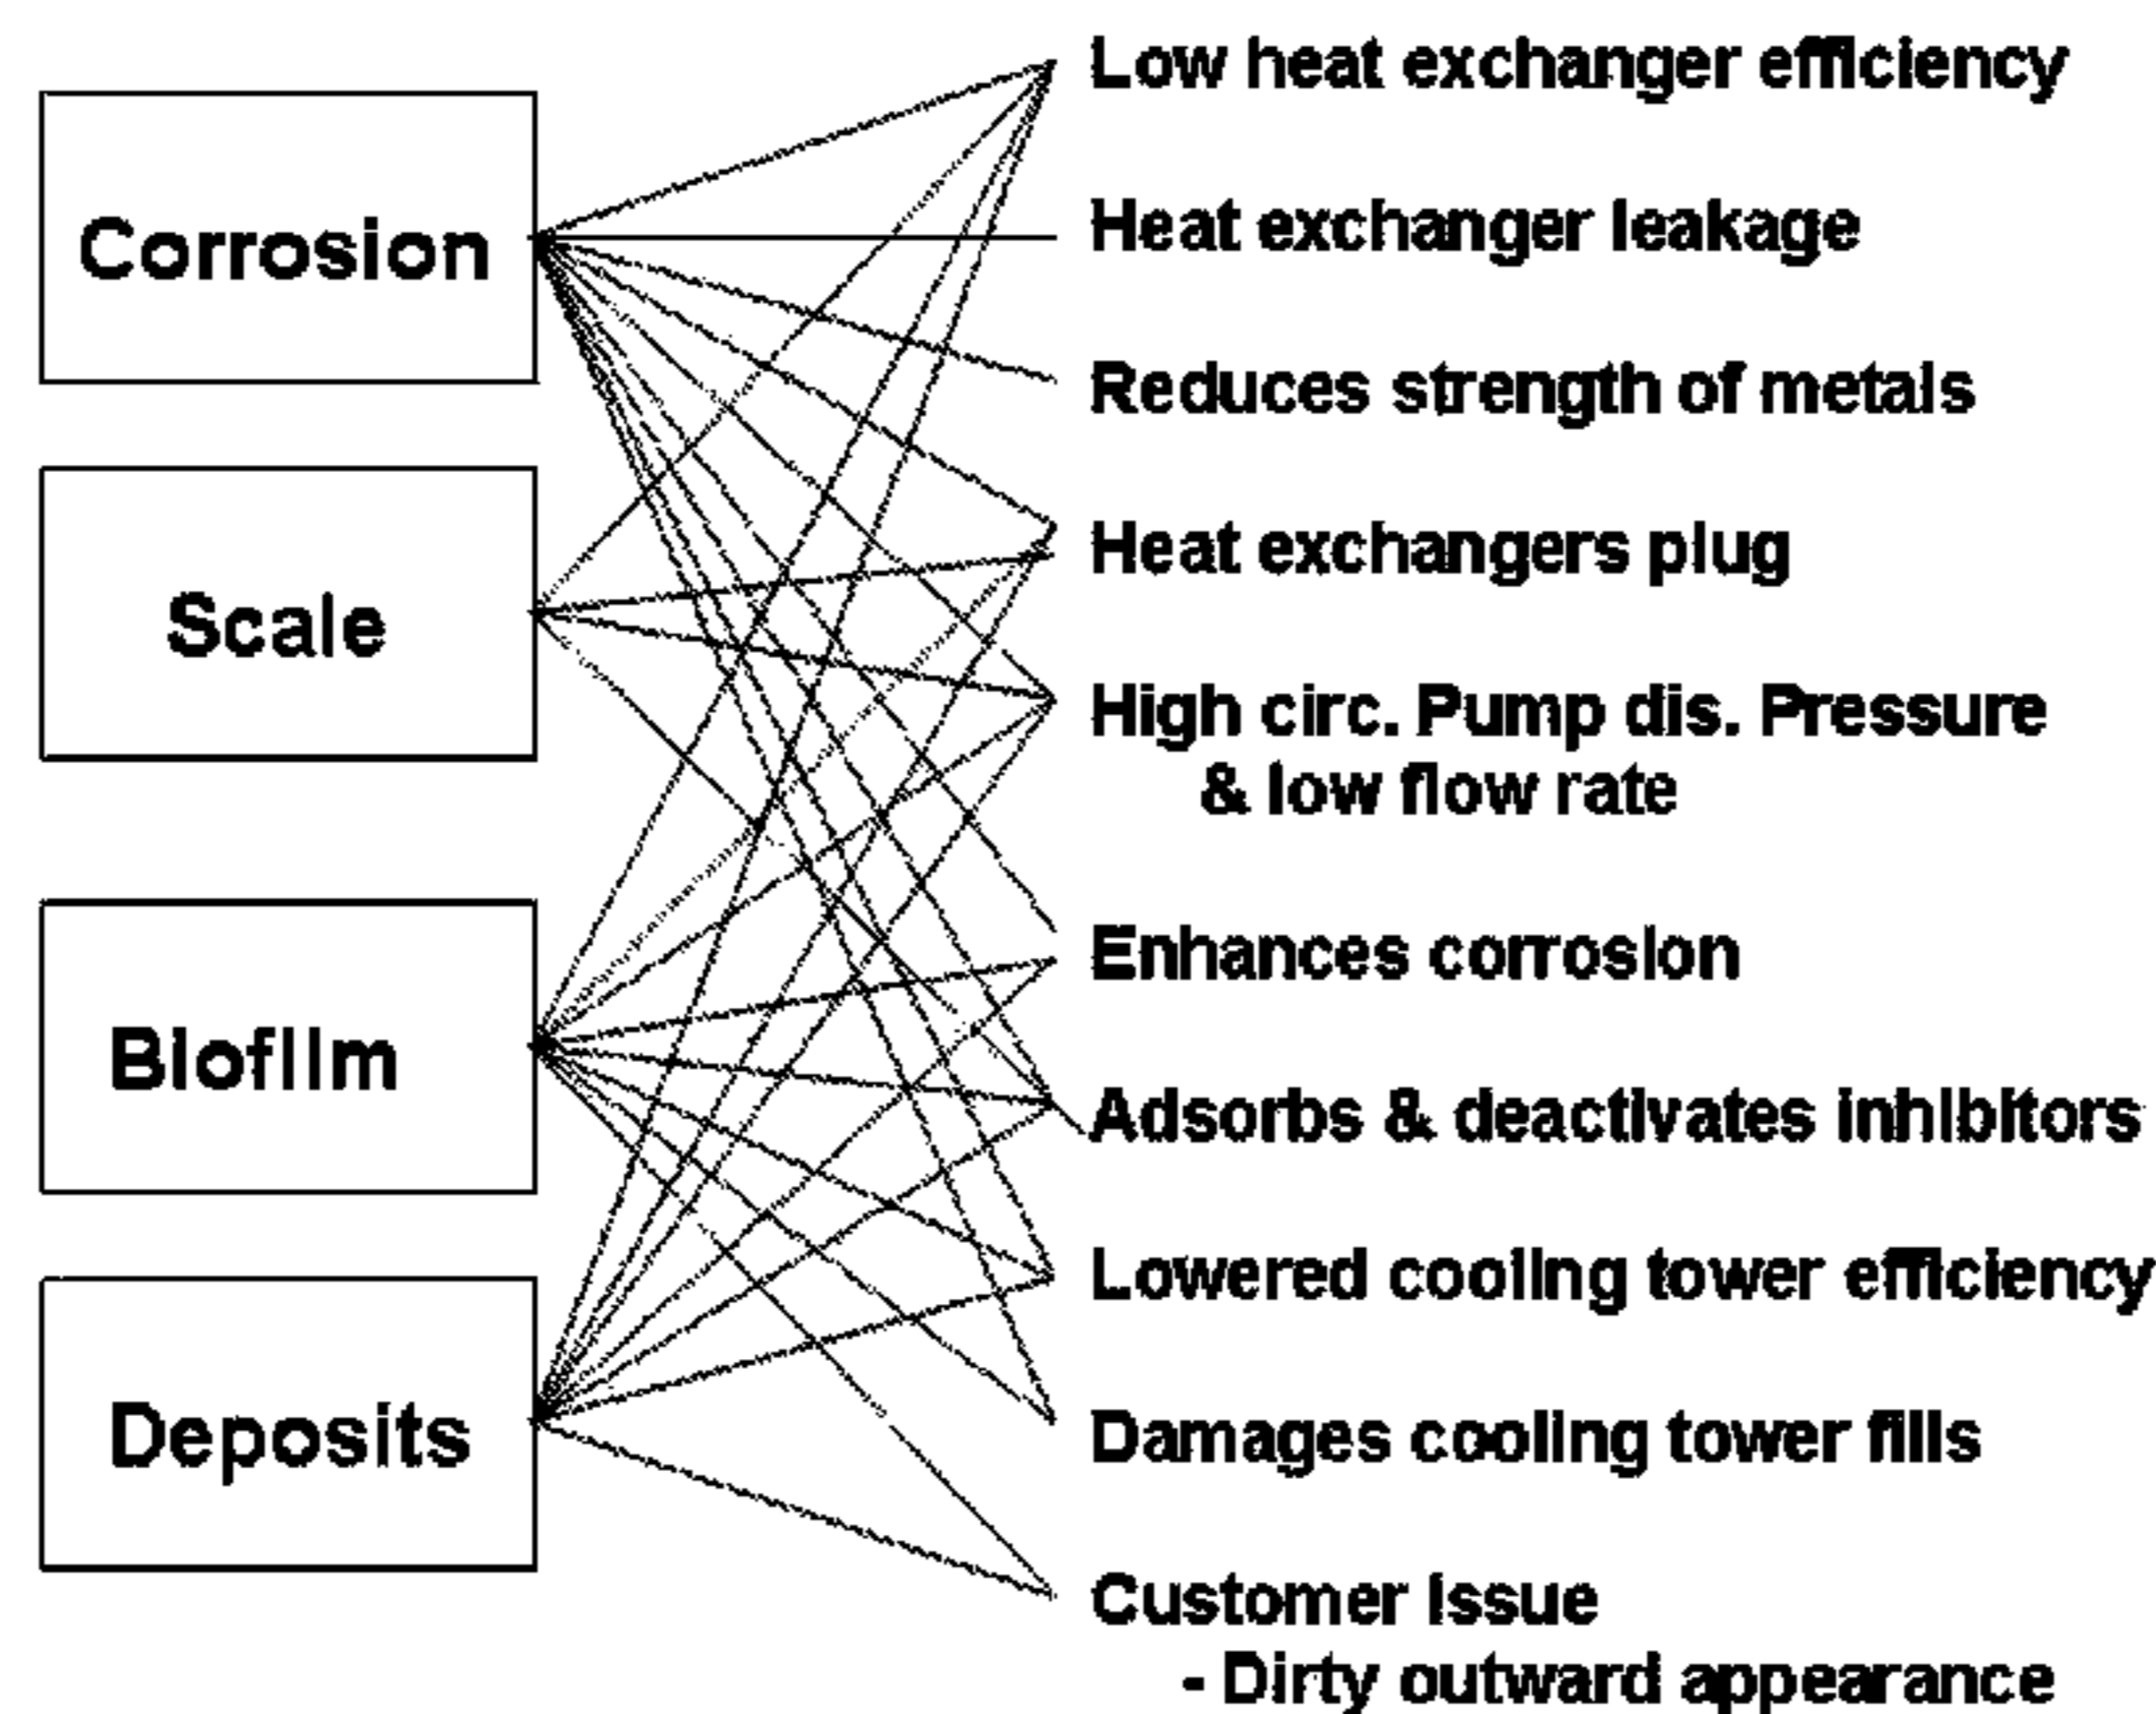 Corrosion
Scale
Biofilm
Deposits
Low heat exchanger efficiency
Heat exchanger leakage
Reduces strength of metals
Heat exchangers plug
High circ. Pump dis. Pressure
& low flow rate
Enhances corrosion
Adsorbs & deactivates inhibitors
Lowered cooling tower efficiency
Damages cooling tower fills
Customer issue
- Dirty outward appearance